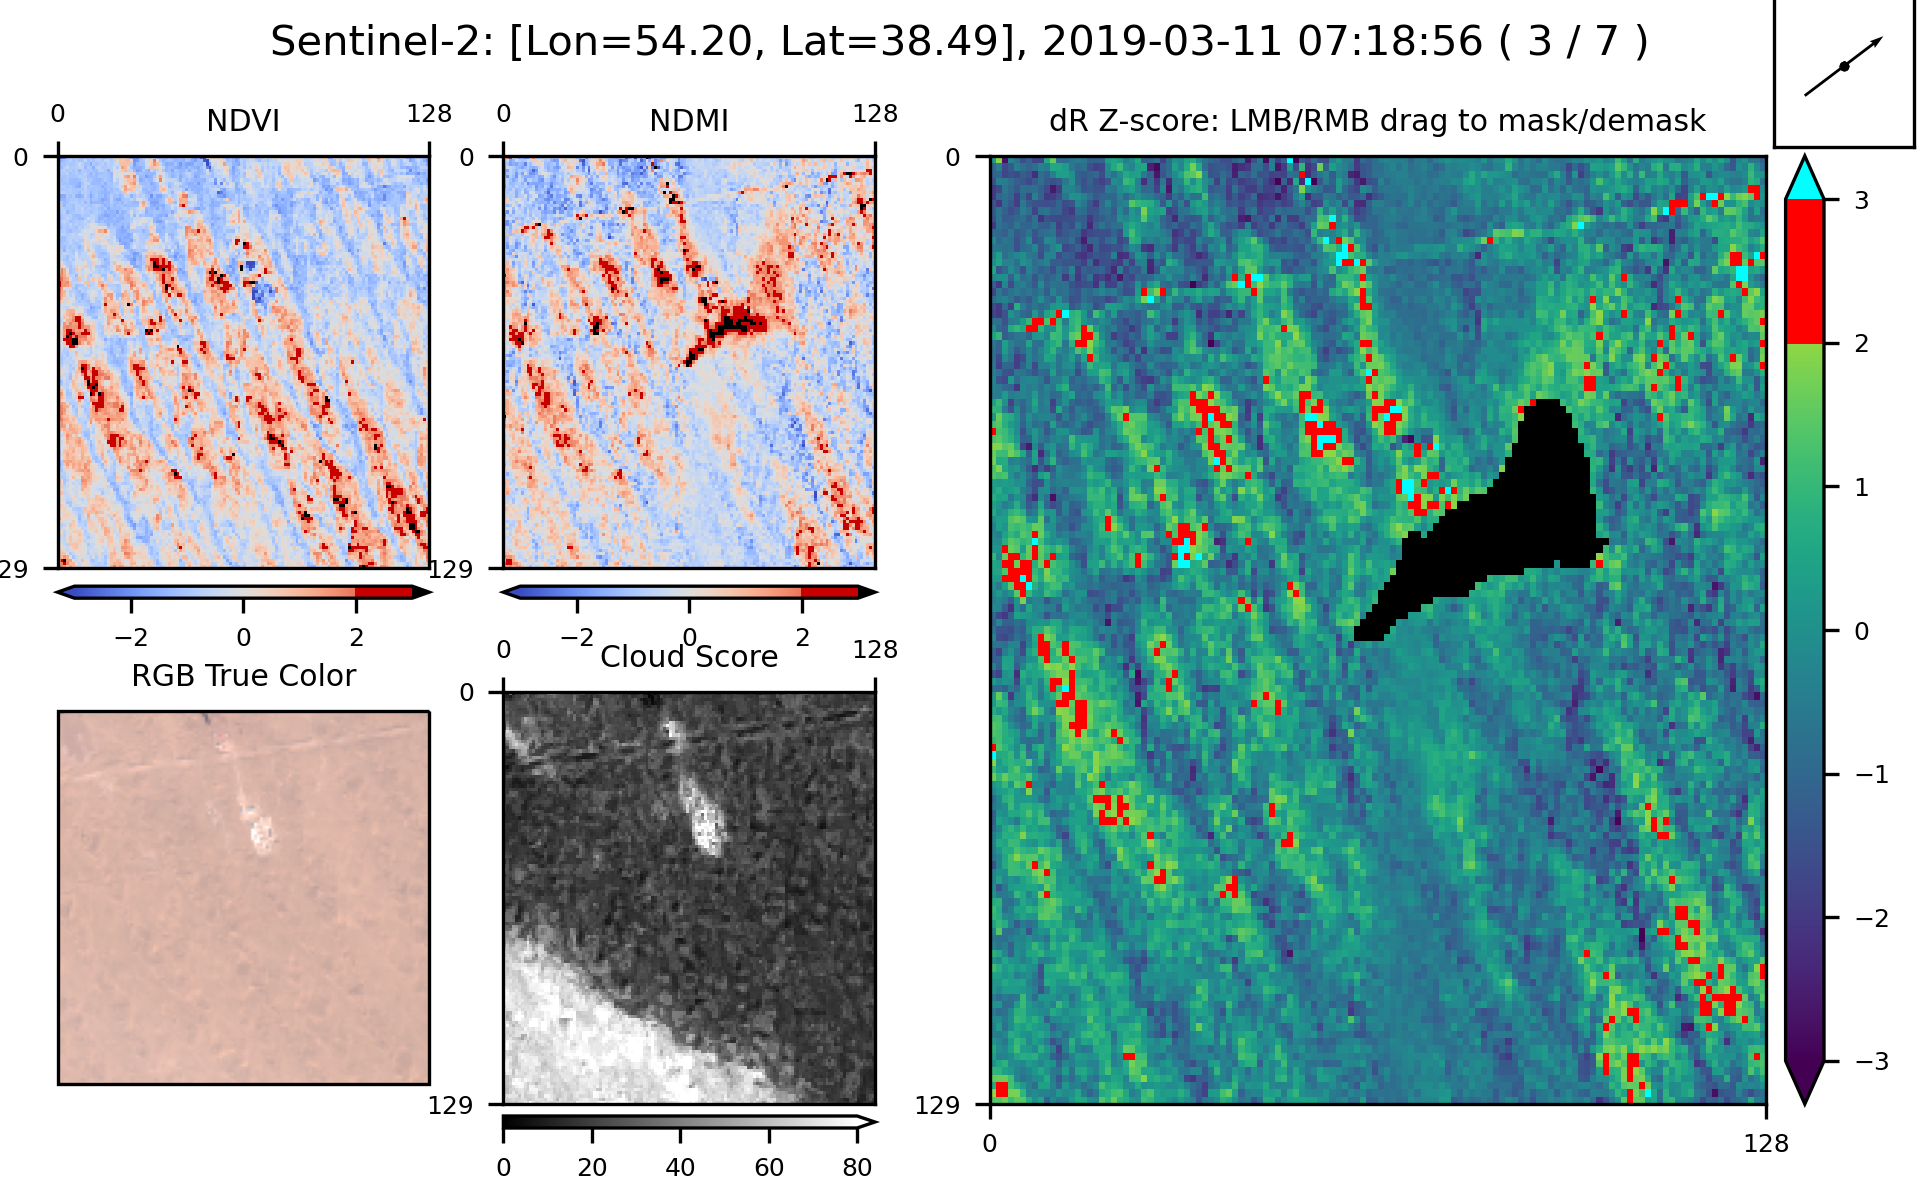 Sentinel-2: [Lon=54.20, Lat=38.49], 2019-03-11 07:18:56 ( 3 / 7 )
NDVI
0 128
0
29
−2 0 2
NDMI
0 128
0
129
−2 0 2
dR Z-score: LMB/RMB drag to mask/demask
0
129
0 128
3
2
1
0
−1
−2
−3
RGB True Color
Cloud Score
0 128
0
129
0 20 40 60 80